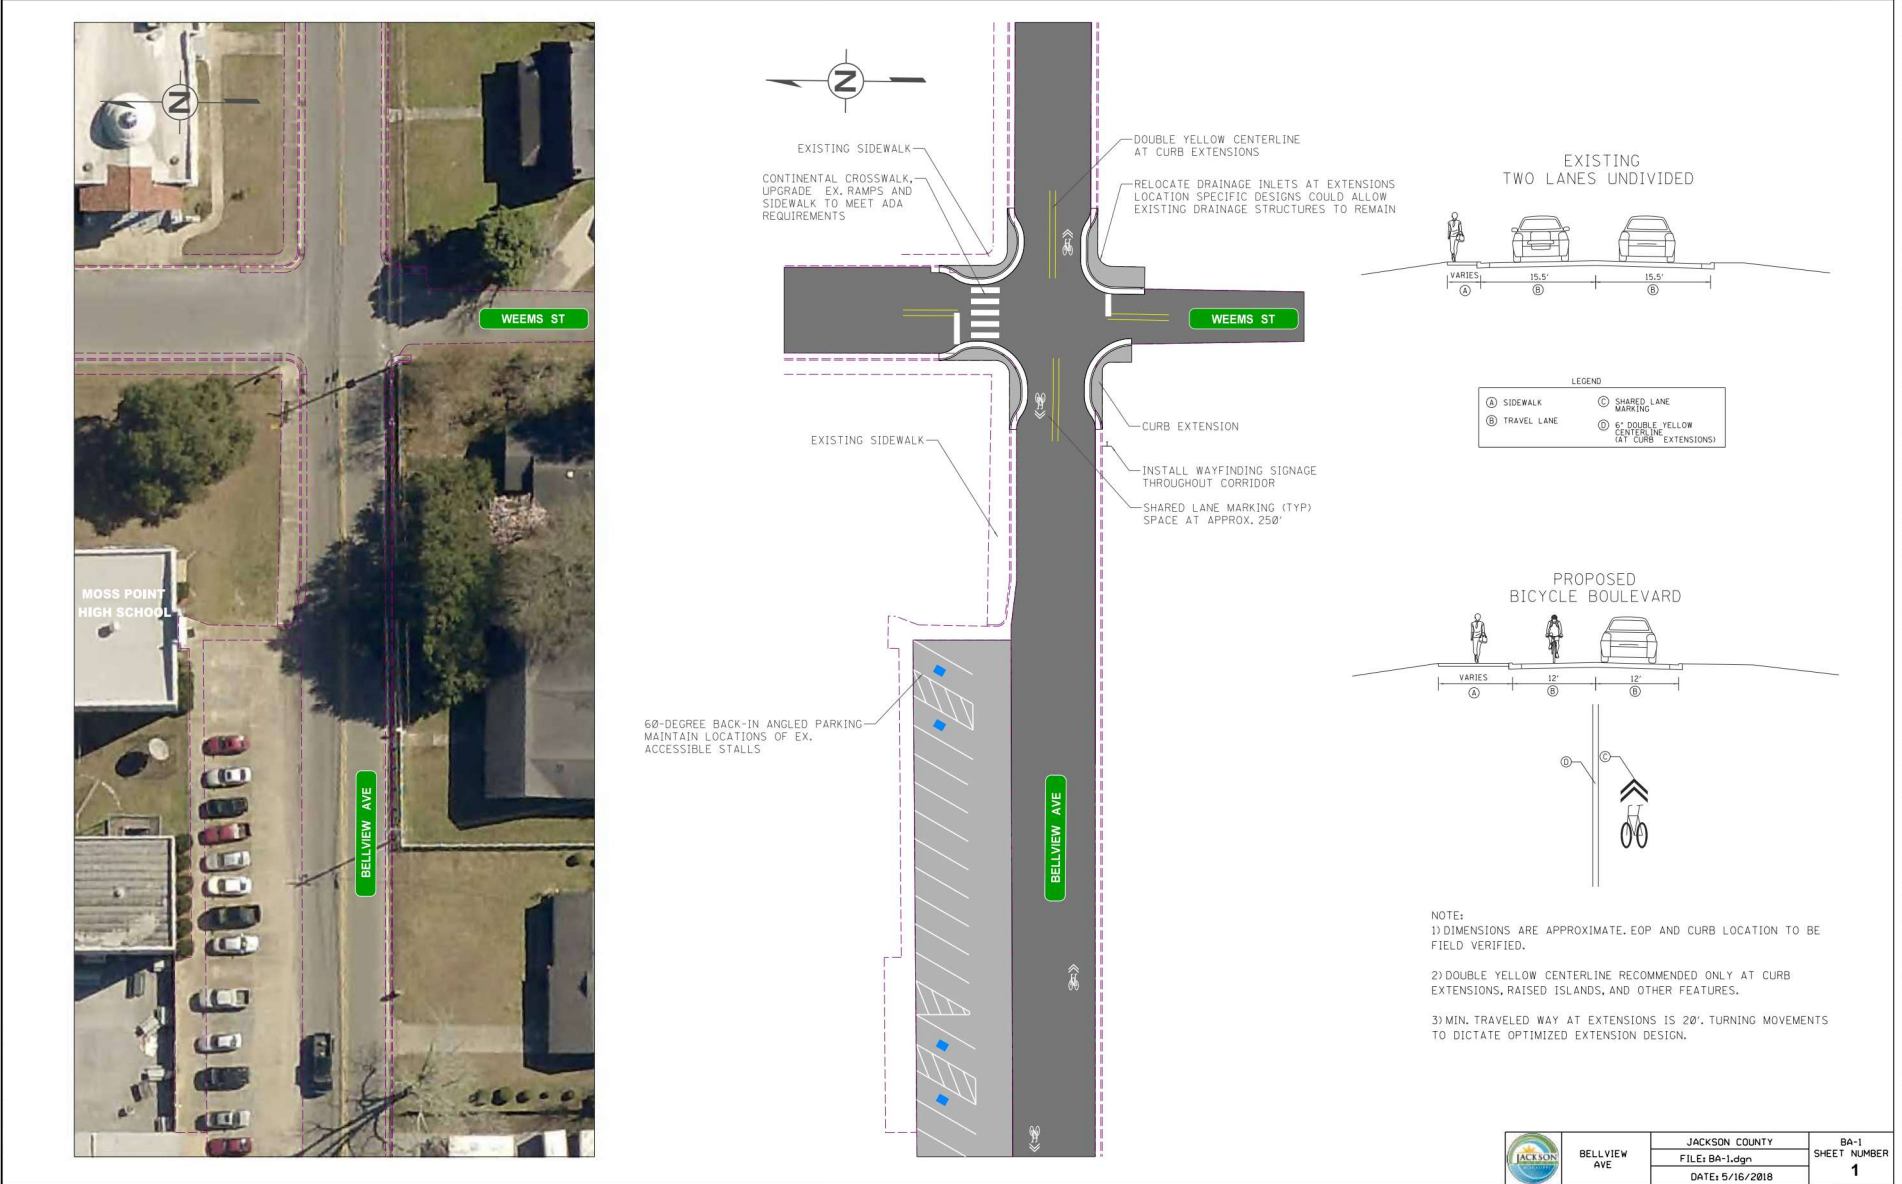 N
WEEMS ST
MOSS POINT
HIGH SCHOOL
BELLVIEW AVE
N
EXISTING SIDEWALK
CONTINENTAL CROSSWALK,
UPGRADE EX. RAMPS AND
SIDEWALK TO MEET ADA
REQUIREMENTS
DOUBLE YELLOW CENTERLINE
AT CURB EXTENSIONS
RELOCATE DRAINAGE INLETS AT EXTENSIONS
LOCATION SPECIFIC DESIGNS COULD ALLOW
EXISTING DRAINAGE STRUCTURES TO REMAIN
WEEMS ST
CURB EXTENSION
EXISTING SIDEWALK
INSTALL WAYFINDING SIGNAGE
THROUGHOUT CORRIDOR
SHARED LANE MARKING (TYP)
SPACE AT APPROX. 250'
60-DEGREE BACK-IN ANGLED PARKING
MAINTAIN LOCATIONS OF EX.
ACCESSIBLE STALLS
BELLVIEW AVE
EXISTING
TWO LANES UNDIVIDED
VARIES 15.5' 15.5'
A B B
LEGEND
A SIDEWALK
B TRAVEL LANE
C SHARED LANE
MARKING
D 6" DOUBLE YELLOW
CENTERLINE
(AT CURB EXTENSIONS)
PROPOSED
BICYCLE BOULEVARD
VARIES 12' 12'
A B B
D C
NOTE:
1) DIMENSIONS ARE APPROXIMATE. EOP AND CURB LOCATION TO BE
FIELD VERIFIED.
2) DOUBLE YELLOW CENTERLINE RECOMMENDED ONLY AT CURB
EXTENSIONS, RAISED ISLANDS, AND OTHER FEATURES.
3) MIN. TRAVELED WAY AT EXTENSIONS IS 20'. TURNING MOVEMENTS
TO DICTATE OPTIMIZED EXTENSION DESIGN.
JACKSON
BELLVIEW
AVE
JACKSON COUNTY
FILE: BA-1.dgn
DATE: 5/16/2018
BA-1
SHEET NUMBER
1